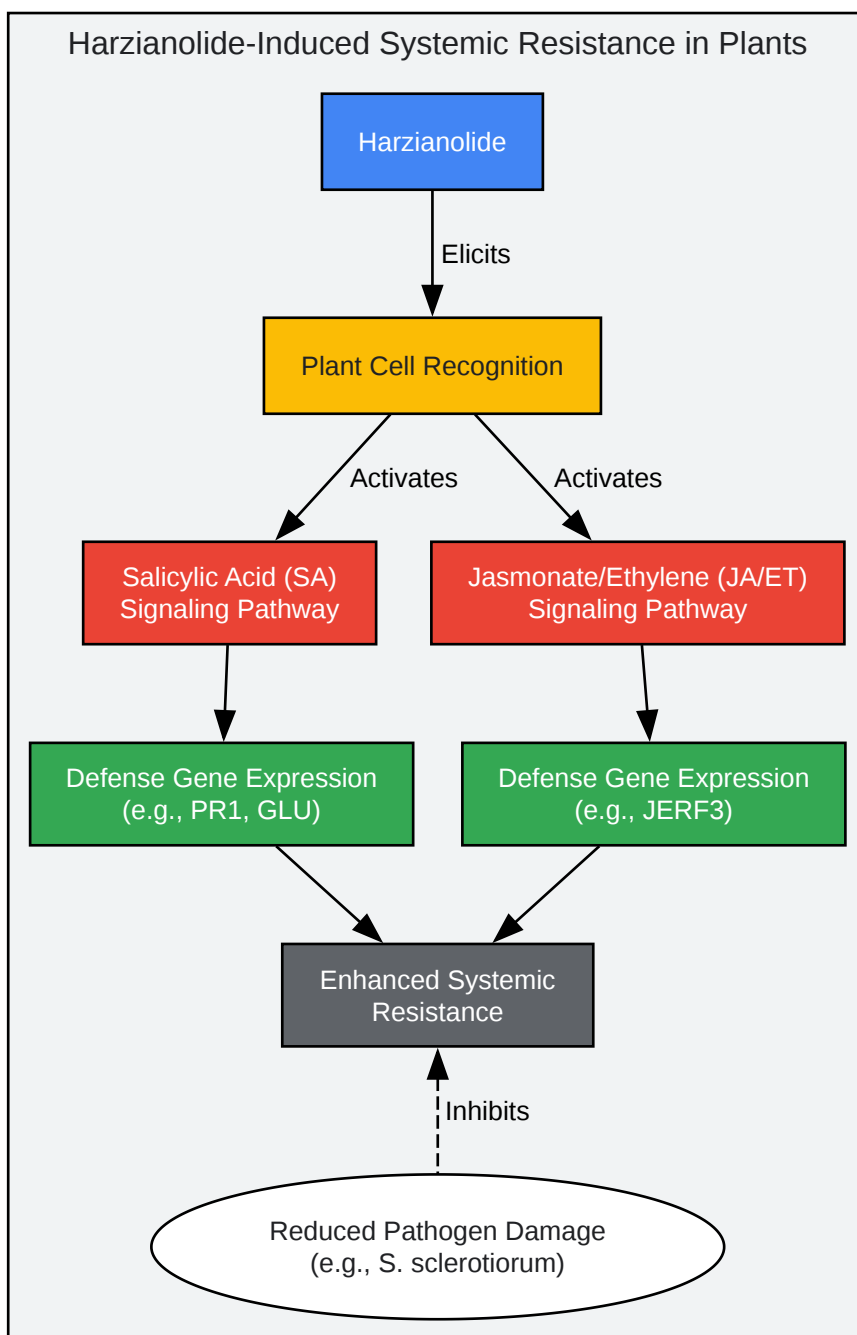 Harzianolide-Induced Systemic Resistance in Plants
Harzianolide
Elicits
Plant Cell Recognition
Activates
Activates
Salicylic Acid (SA)
Signaling Pathway
Jasmonate/Ethylene (JA/ET)
Signaling Pathway
Defense Gene Expression
(e.g., PR1, GLU)
Defense Gene Expression
(e.g., JERF3)
Enhanced Systemic
Resistance
Inhibits
Reduced Pathogen Damage
(e.g., S. sclerotiorum)